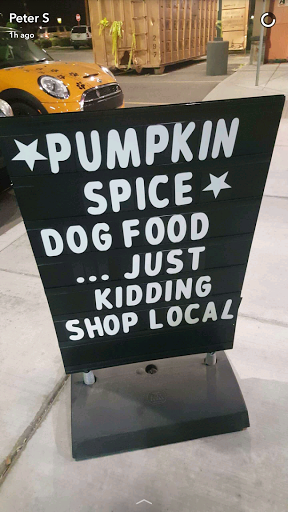 Peter S
1h ago
PUMPKIN
SPICE
DOG FOOD
... JUST
KIDDING
SHOP LOCAL